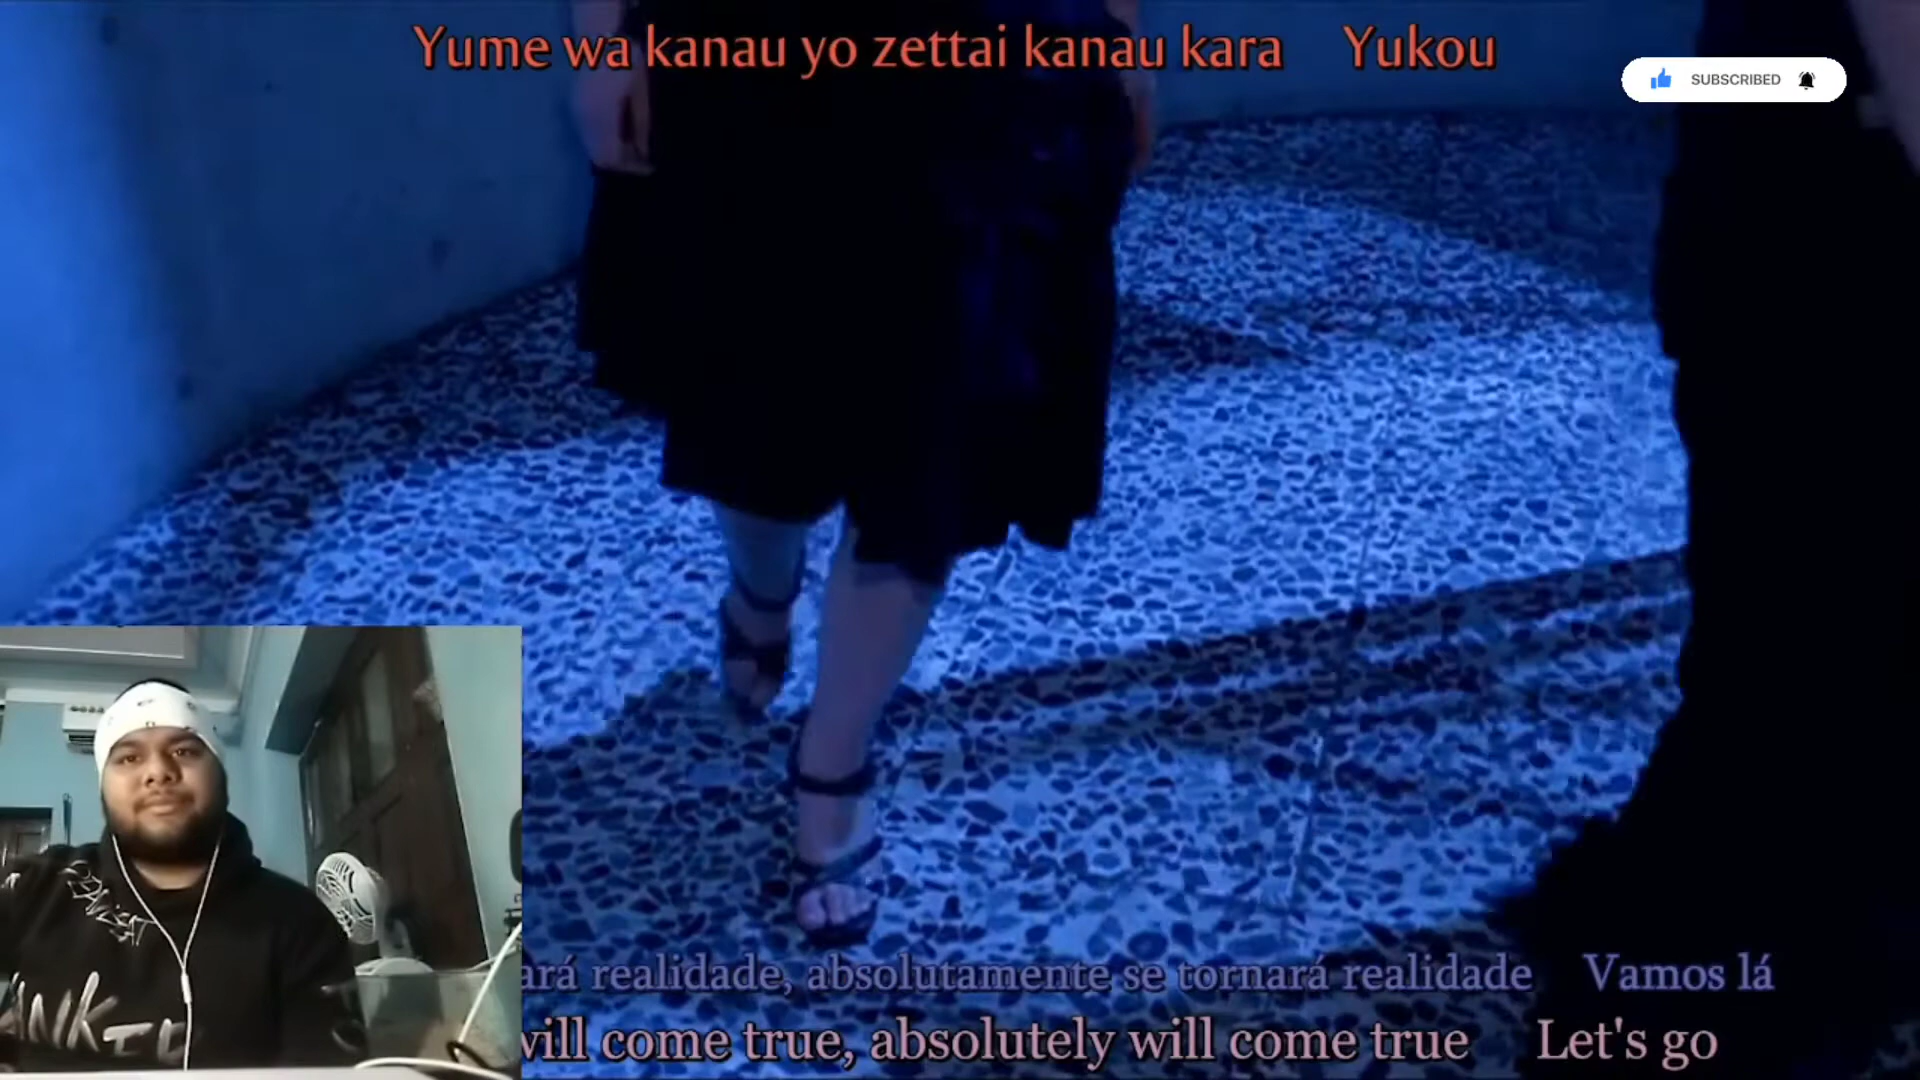 Yume wa kanau yo zettai kanau kara Yukou
SUBSCRIBED
ará realidade, absolutamente se tornará realidade Vamos lá
will come true, absolutely will come true Let's go